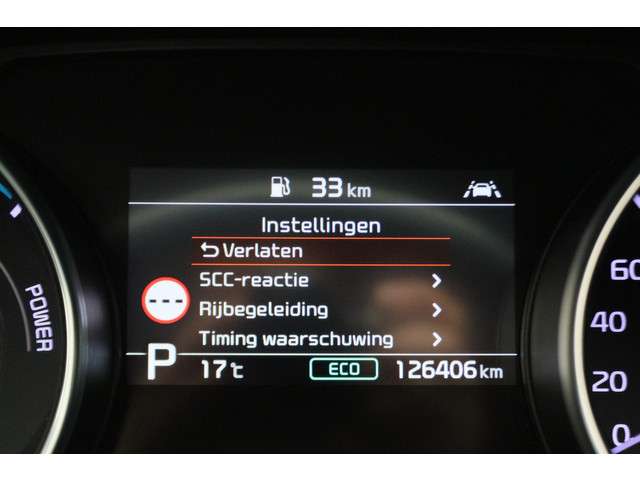 33 km
Instellingen
Verlaten
SCC-reactie
---
Rijbegeleiding
Timing waarschuwing
P 17℃ ECO 126406 km
POWER
60
40
20
0